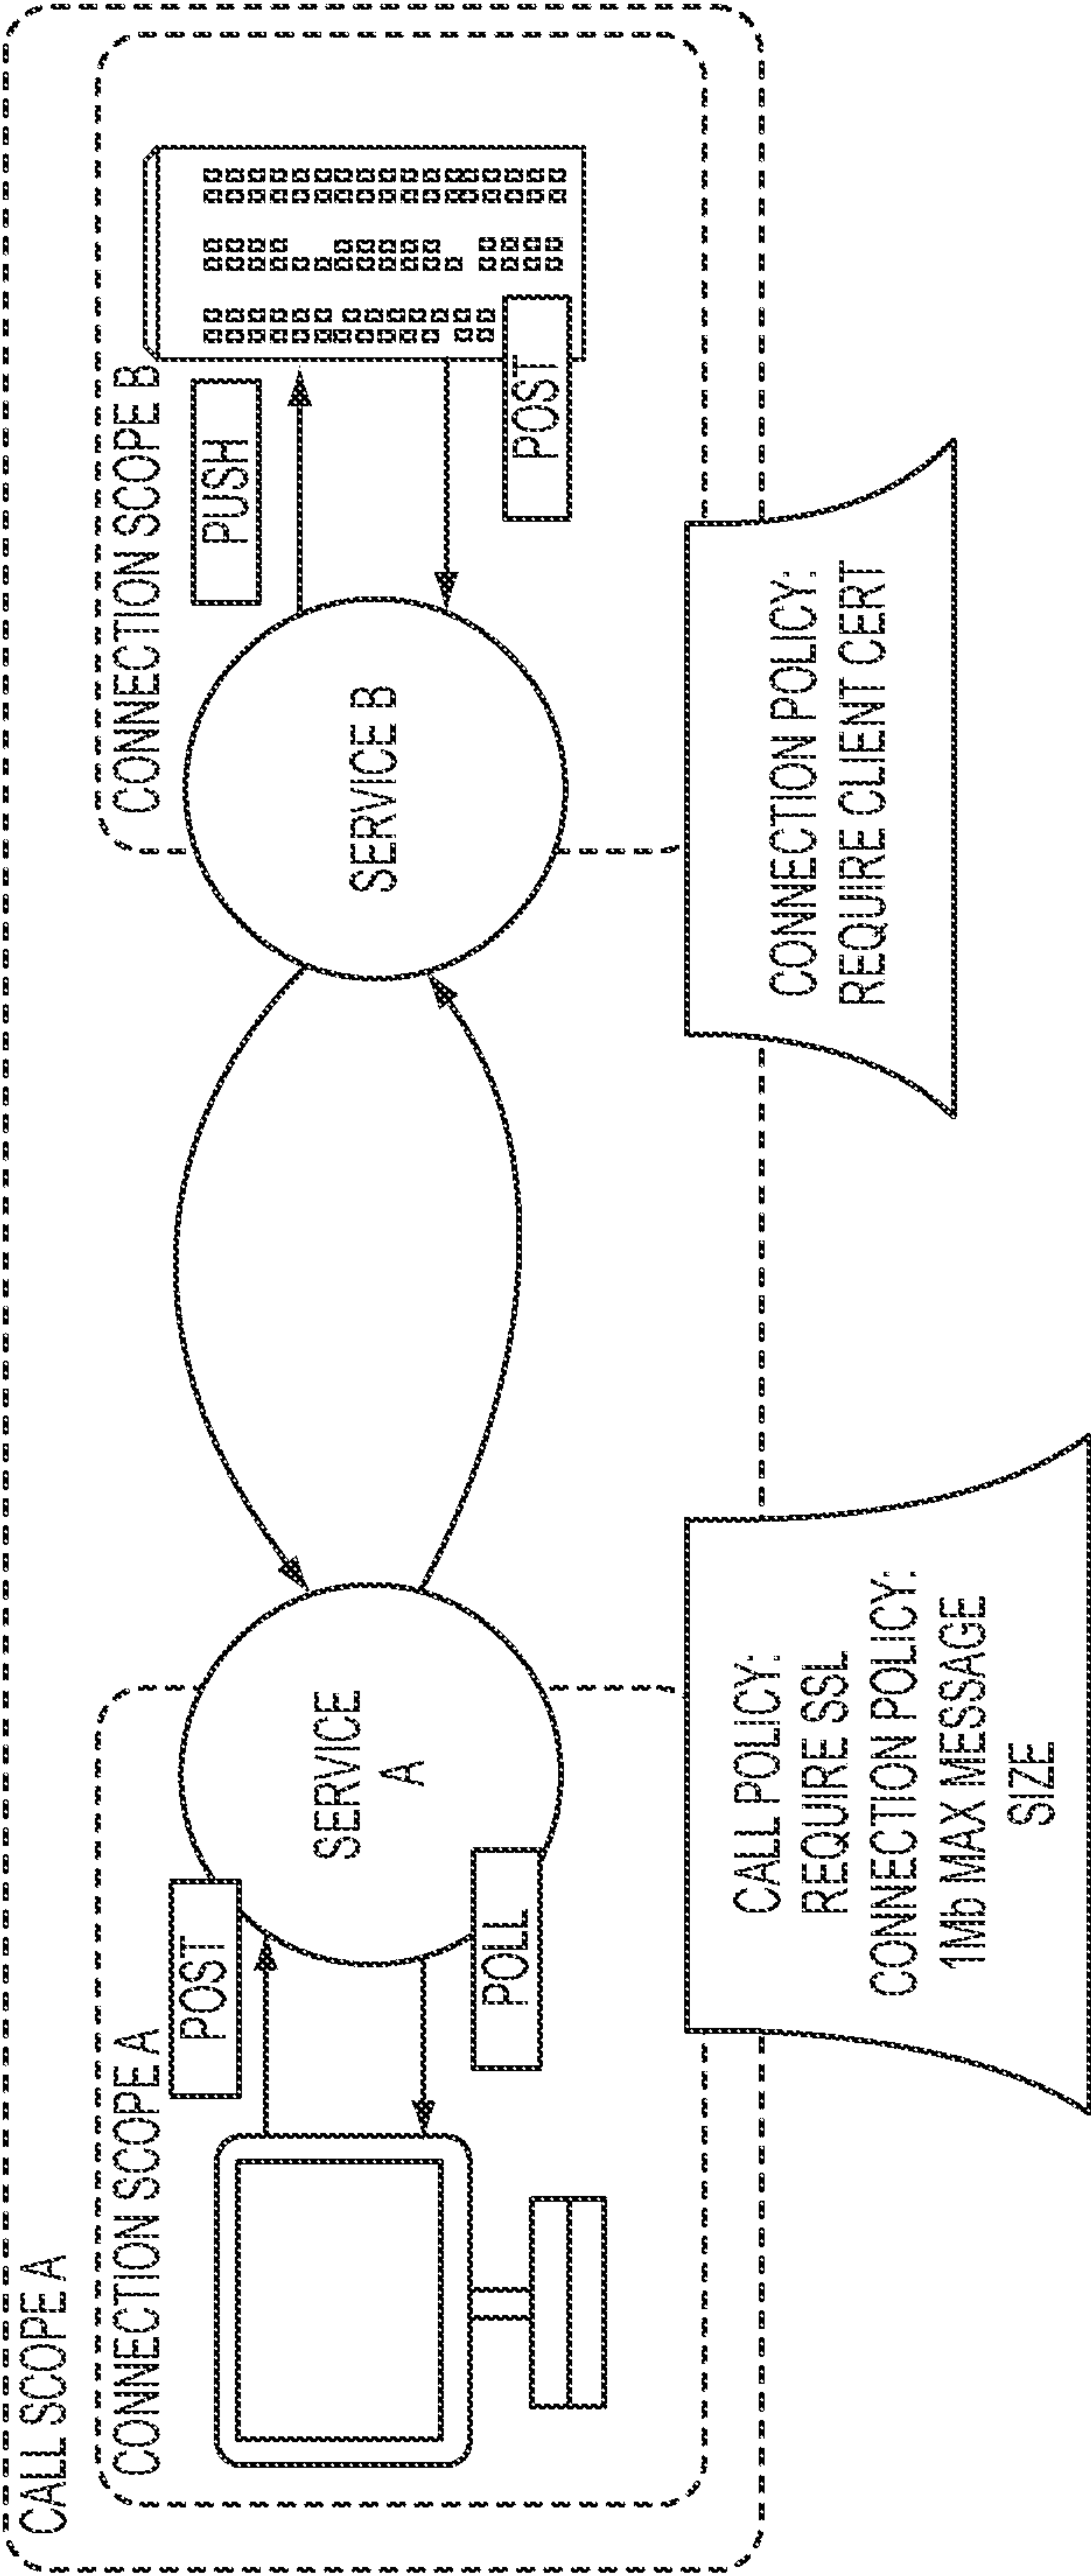 CALL SCOPE A
CONNECTION SCOPE A
POST
SERVICE
A
POLL
CONNECTION SCOPE B
PUSH
SERVICE B
POST
CALL POLICY:
REQUIRE SSL
CONNECTION POLICY:
1Mb MAX MESSAGE
SIZE
CONNECTION POLICY:
REQUIRE CLIENT CERT